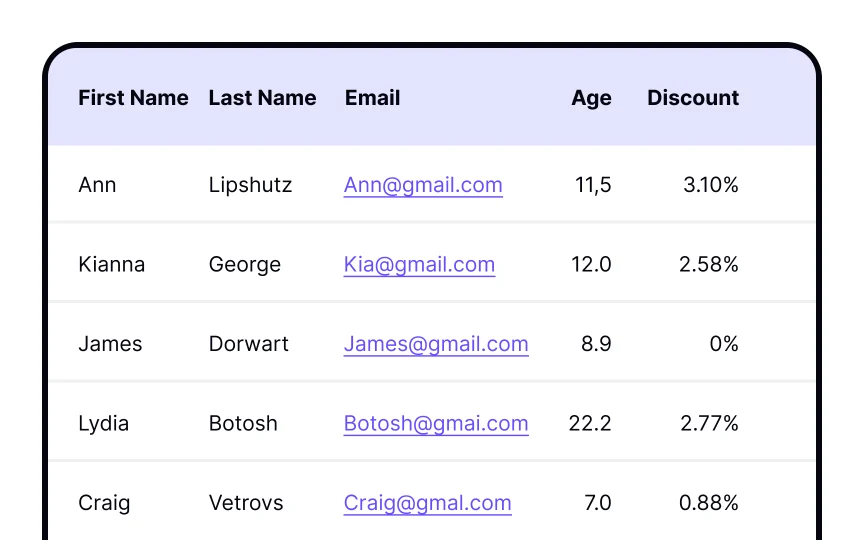 First Name Last Name Email Age Discount
Ann Lipshutz Ann@gmail.com 11,5 3.10%
Kianna George Kia@gmail.com 12.0 2.58%
James Dorwart James@gmail.com 8.9 0%
Lydia Botosh Botosh@gmai.com 22.2 2.77%
Craig Vetrovs Craig@gmal.com 7.0 0.88%